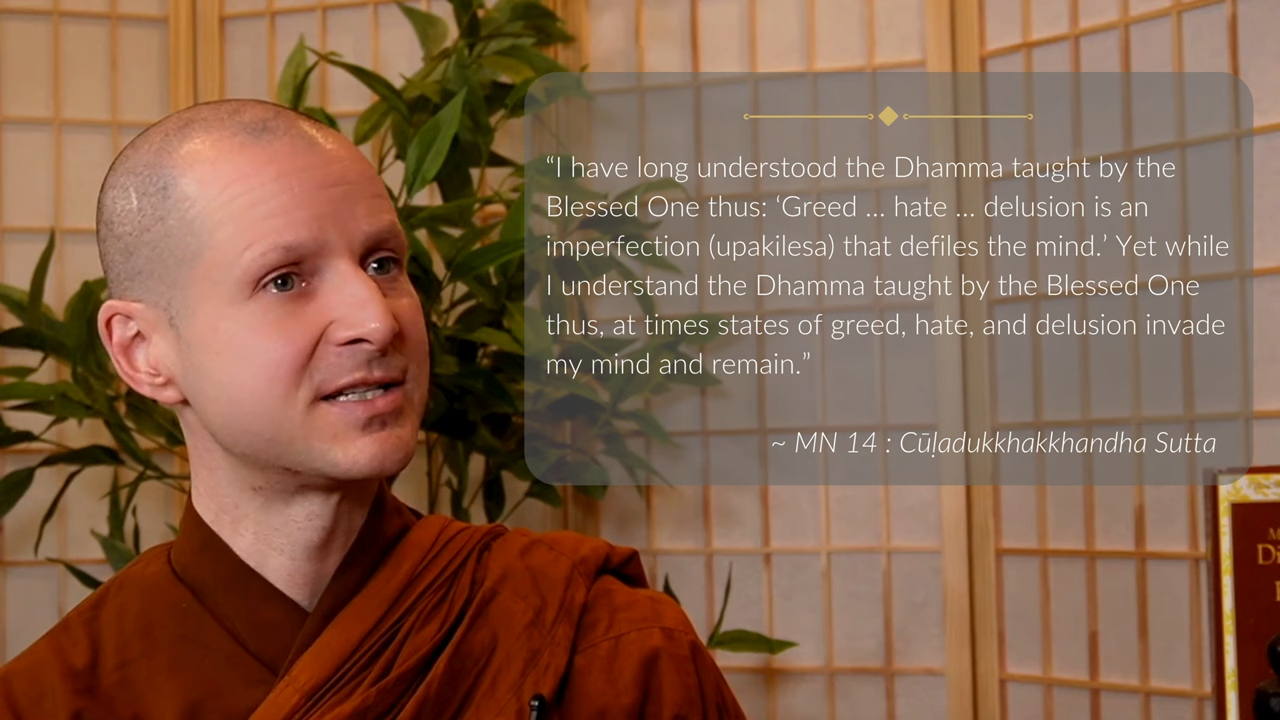 “I have long understood the Dhamma taught by the
Blessed One thus: ‘Greed ... hate ... delusion is an
imperfection (upakilesa) that defiles the mind.’ Yet while
I understand the Dhamma taught by the Blessed One
thus, at times states of greed, hate, and delusion invade
my mind and remain.”
~ MN 14 : Cūḷadukkhakkhandha Sutta